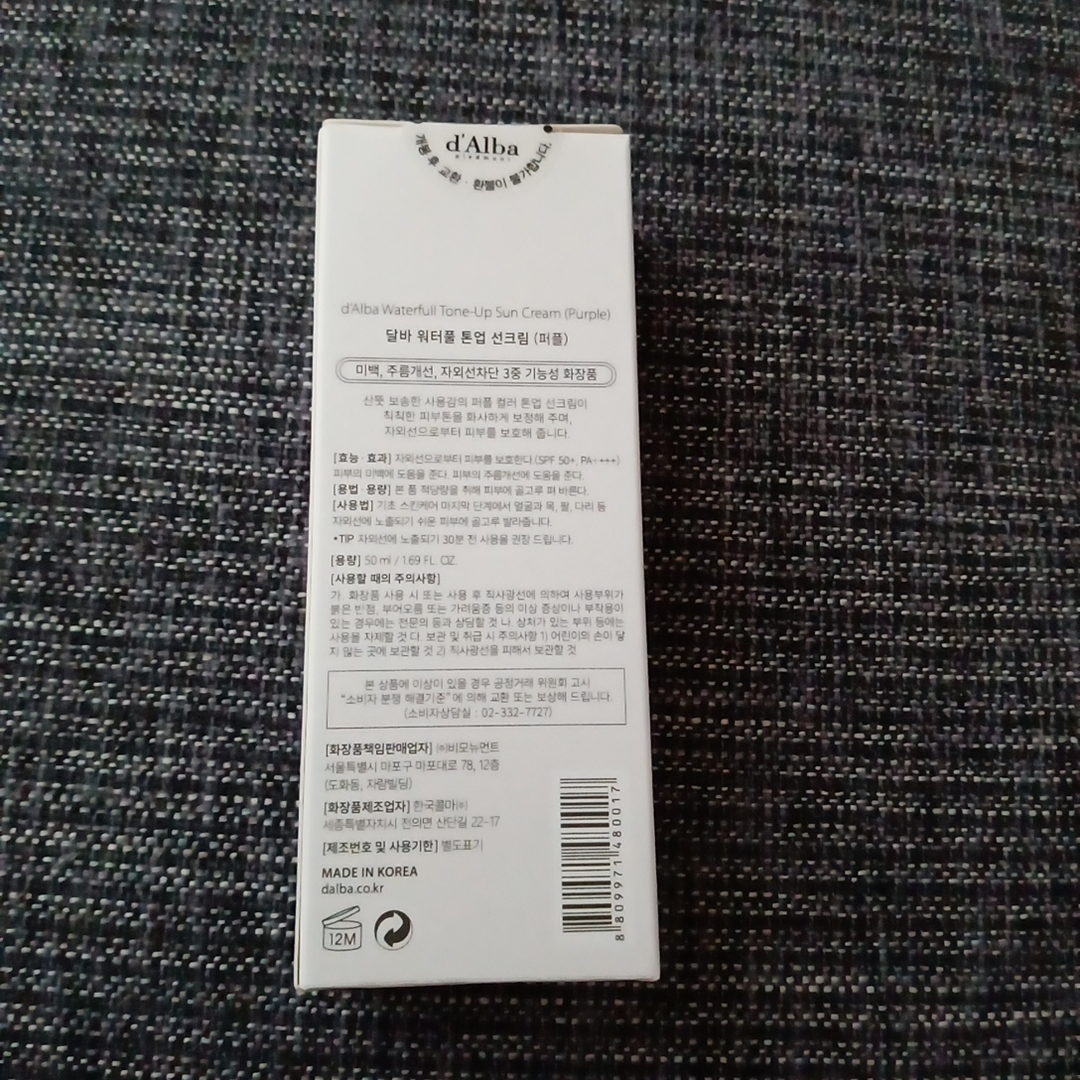 d'Alba
piedmont
개봉 후 교환 · 환불이 불가합니다.
d'Alba Waterfull Tone-Up Sun Cream (Purple)
달바 워터풀 톤업 선크림 (퍼플)
미백, 주름개선, 자외선차단 3중 기능성 화장품
산뜻 보송한 사용감의 퍼플 컬러 톤업 선크림이
칙칙한 피부톤을 화사하게 보정해 주며,
자외선으로부터 피부를 보호해 줍니다.
[효능 · 효과] 자외선으로부터 피부를 보호한다.(SPF 50+, PA++++)
피부의 미백에 도움을 준다. 피부의 주름개선에 도움을 준다.
[용법 · 용량] 본 품 적당량을 취해 피부에 골고루 펴 바른다.
[사용법] 기초 스킨케어 마지막 단계에서 얼굴과 목, 팔, 다리 등
자외선에 노출되기 쉬운 피부에 골고루 발라줍니다.
•TIP 자외선에 노출되기 30분 전 사용을 권장 드립니다.
[용량] 50 ml / 1.69 FL. OZ.
[사용할 때의 주의사항]
가. 화장품 사용 시 또는 사용 후 직사광선에 의하여 사용부위가
붉은 반점, 부어오름 또는 가려움증 등의 이상 증상이나 부작용이
있는 경우에는 전문의 등과 상담할 것 나. 상처가 있는 부위 등에는
사용을 자제할 것 다. 보관 및 취급 시 주의사항 1) 어린이의 손이 닿
지 않는 곳에 보관할 것 2) 직사광선을 피해서 보관할 것
본 상품에 이상이 있을 경우 공정거래 위원회 고시
"소비자 분쟁 해결기준" 에 의해 교환 또는 보상해 드립니다.
(소비자상담실 : 02-332-7727)
[화장품책임판매업자] ㈜비모뉴먼트
서울특별시 마포구 마포대로 78, 12층
(도화동, 자람빌딩)
[화장품제조업자] 한국콜마㈜
세종특별자치시 전의면 산단길 22-17
[제조번호 및 사용기한] 별도표기
MADE IN KOREA
dalba.co.kr
12M
8 809971 480017